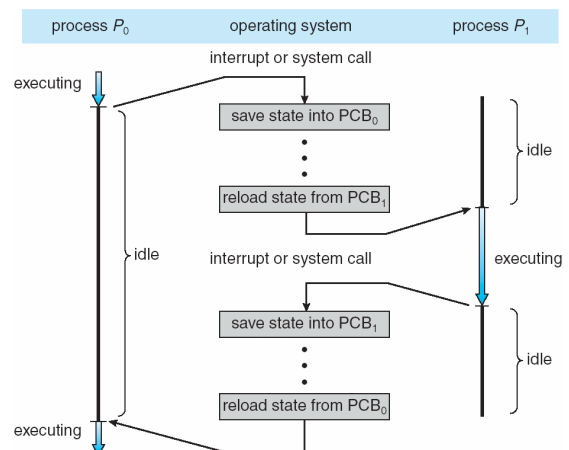 process P0 operating system process P1
interrupt or system call
executing
save state into PCB0
idle
reload state from PCB1
idle
interrupt or system call
executing
save state into PCB1
idle
reload state from PCB0
executing